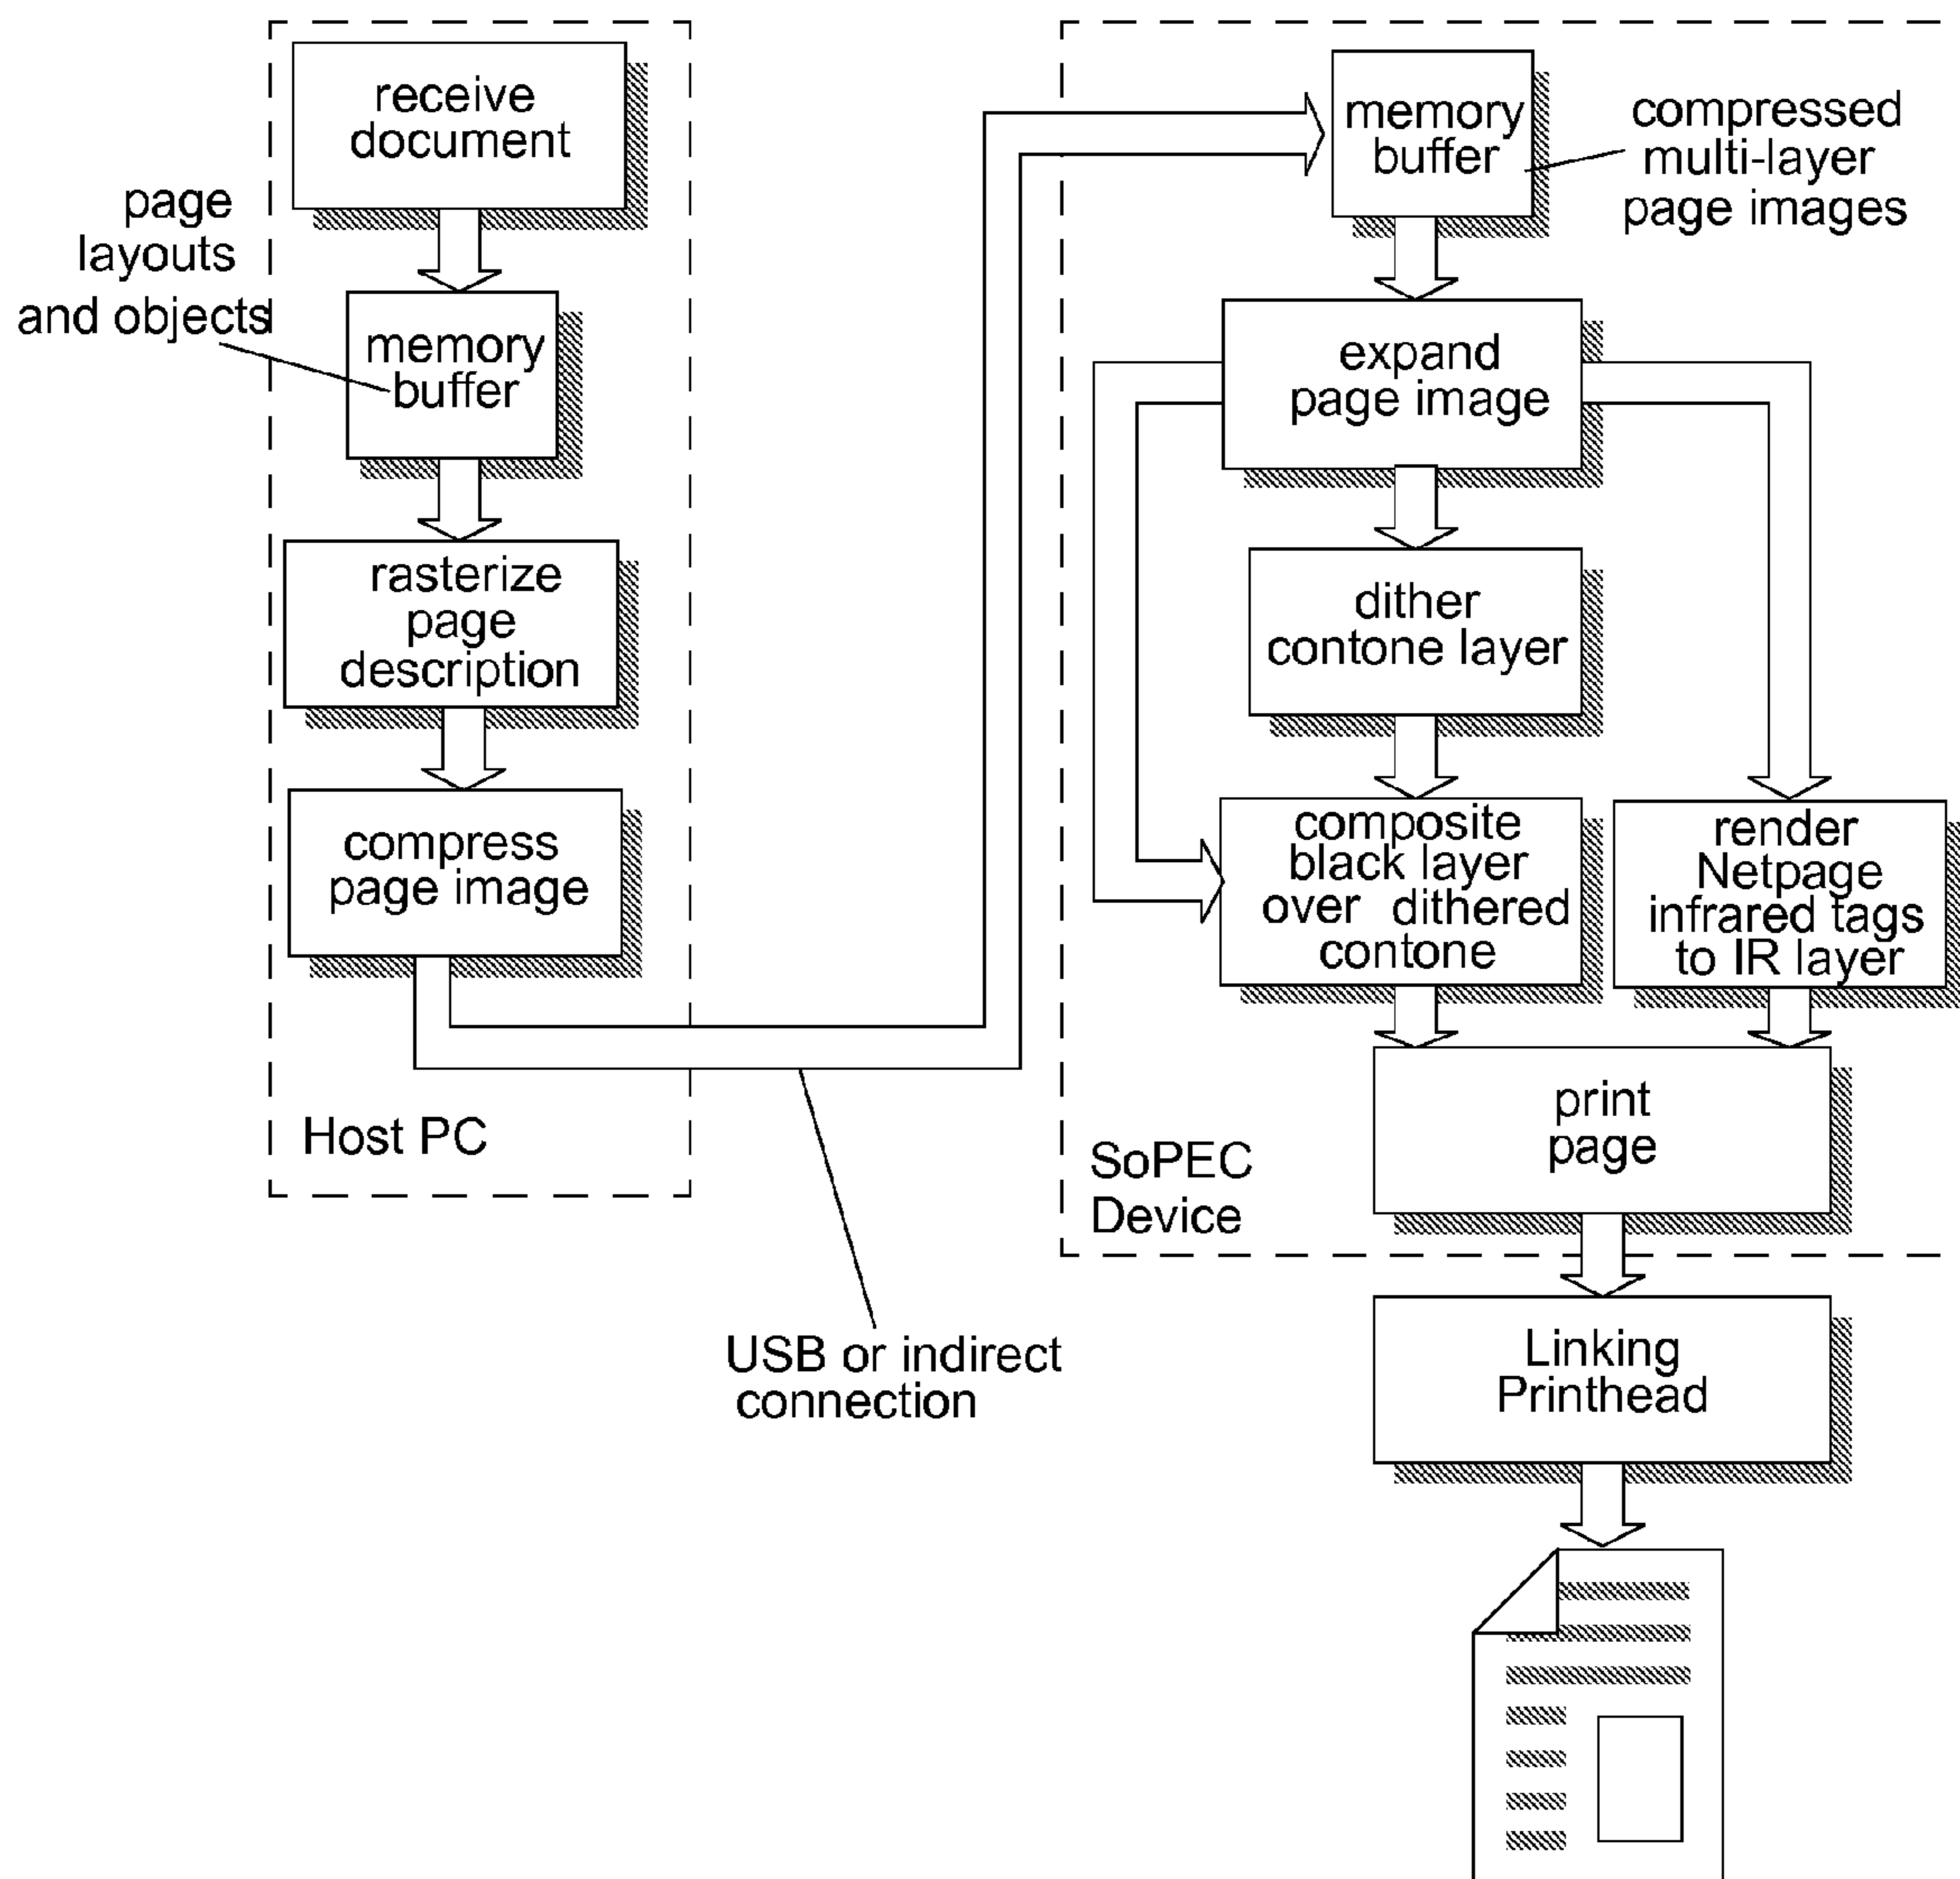 receive
document
page
layouts
and objects
memory
buffer
rasterize
page
description
compress
page image
Host PC
USB or indirect
connection
memory
buffer
compressed
multi-layer
page images
expand
page image
dither
contone layer
composite
black layer
over dithered
contone
render
Netpage
infrared tags
to IR layer
print
page
SoPEC
Device
Linking
Printhead